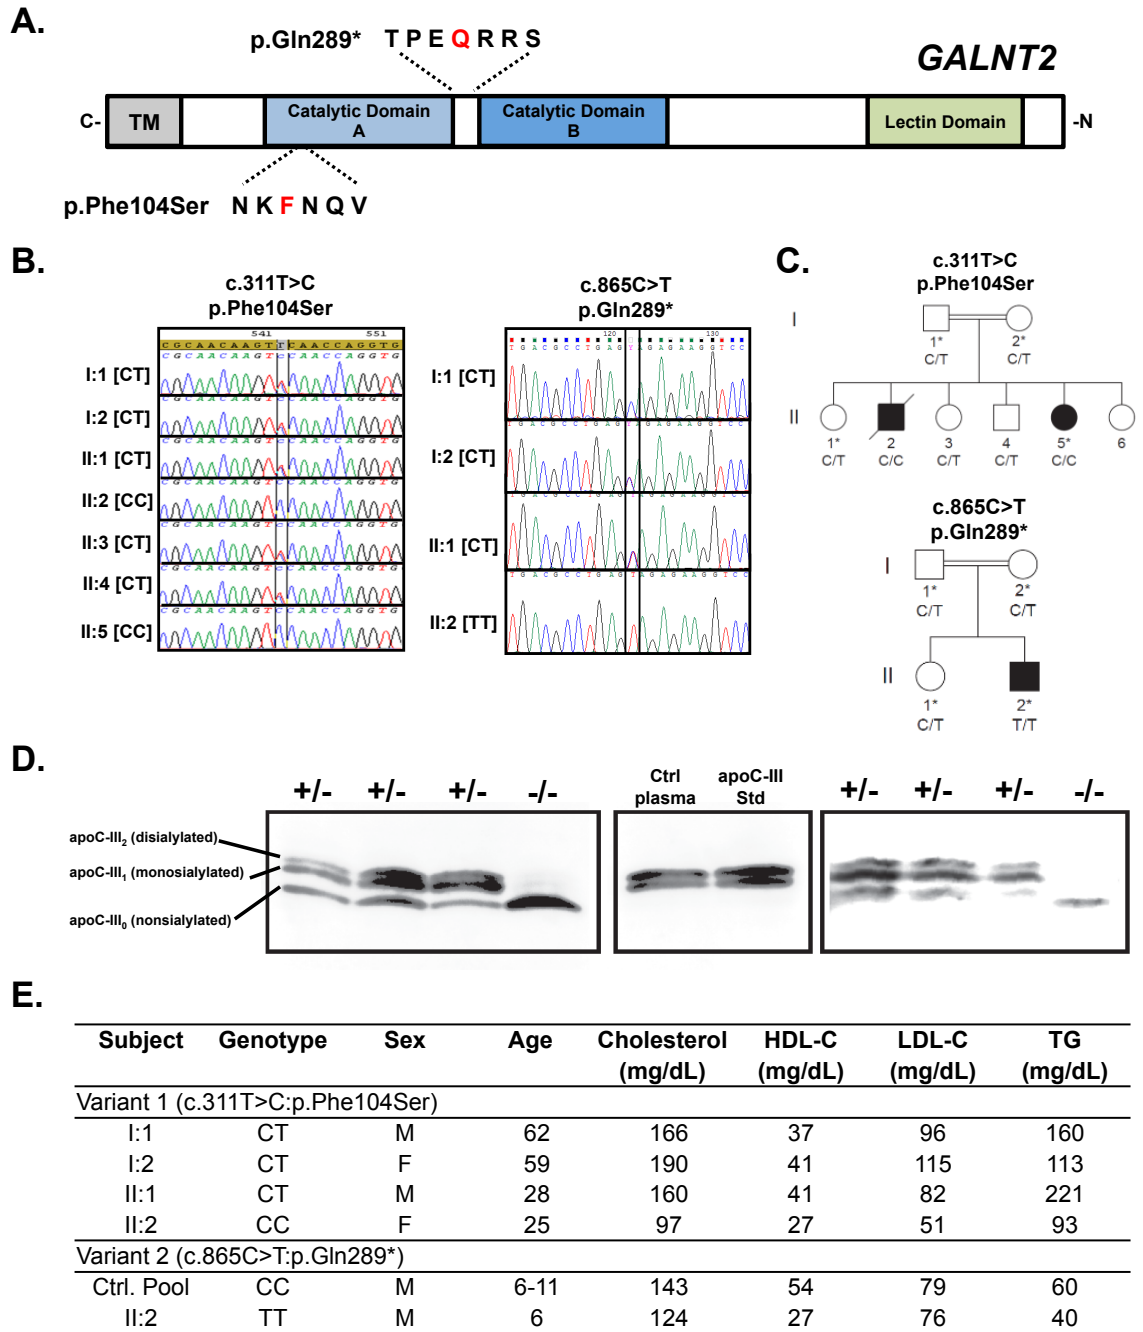 A.
p.Gln289* T P E Q R R S
GALNT2
C- TM Catalytic Domain A Catalytic Domain B Lectin Domain -N
p.Phe104Ser N K F N Q V
B.
c.311T>C
p.Phe104Ser
541 551
C G C A A C A A G T T C A A C C A G G T G
C G C A A C A A G T C C A A C C A G G T G
I:1 [CT]
I:2 [CT]
C G C A A C A A G T C C A A C C A G G T G
II:1 [CT]
C G C A A C A A G T C C A A C C A G G T G
II:2 [CC]
C G C A A C A A G T C C A A C C A G G T G
II:3 [CT]
C G C A A C A A G T C C A A C C A G G T G
II:4 [CT]
C G C A A C A A G T C C A A C C A G G T G
II:5 [CC]
c.865C>T
p.Gln289*
120 130
T G A C G C C T G A G Y A G A G A A G G T C C
I:1 [CT]
T G A C G C C T G A G Y A G A G A A G G T C C
I:2 [CT]
T G A C G C C T G A G Y A G A G A A G G T C C
II:1 [CT]
T G A C G C C T G A G T A G A G A A G G T C C
II:2 [TT]
C.
c.311T>C
p.Phe104Ser
I
1* 2*
C/T C/T
II
1* 2 3 4 5* 6
C/T C/C C/T C/T C/C
c.865C>T
p.Gln289*
I
1* 2*
C/T C/T
II
1* 2*
C/T T/T
D.
+/- +/- +/- -/-
Ctrl plasma apoC-III Std
+/- +/- +/- -/-
apoC-III2 (disialylated)
apoC-III1 (monosialylated)
apoC-III0 (nonsialylated)
E.
Subject Genotype Sex Age Cholesterol (mg/dL) HDL-C (mg/dL) LDL-C (mg/dL) TG (mg/dL)
Variant 1 (c.311T>C:p.Phe104Ser)
I:1 CT M 62 166 37 96 160
I:2 CT F 59 190 41 115 113
II:1 CT M 28 160 41 82 221
II:2 CC F 25 97 27 51 93
Variant 2 (c.865C>T:p.Gln289*)
Ctrl. Pool CC M 6-11 143 54 79 60
II:2 TT M 6 124 27 76 40